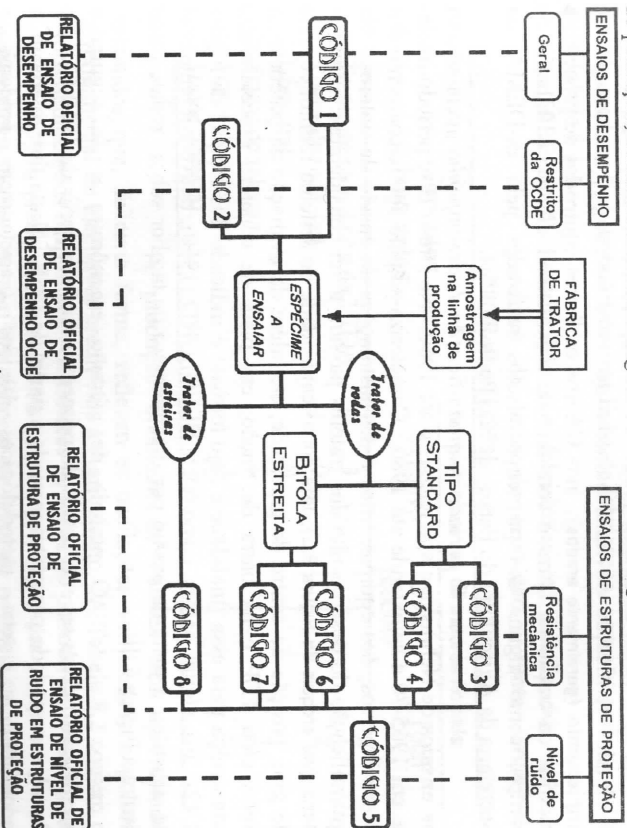 ENSAIOS DE DESEMPENHO
Geral
Restrito
da OCDE
FÁBRICA
DE TRATOR
ENSAIOS DE ESTRUTURAS DE PROTEÇÃO
Resistência
mecânica
Nível de
ruído
Amostragem
na linha de
produção
CÓDIGO 1
CÓDIGO 2
ESPÉCIME
A
ENSAIAR
Trator de
rodas
Trator de
esteiras
TIPO
STANDARD
BITOLA
ESTREITA
CÓDIGO 3
CÓDIGO 4
CÓDIGO 6
CÓDIGO 7
CÓDIGO 8
CÓDIGO 5
RELATÓRIO OFICIAL
DE ENSAIO DE
DESEMPENHO
RELATÓRIO OFICIAL
DE ENSAIO DE
DESEMPENHO OCDE
RELATÓRIO OFICIAL
DE ENSAIO DE
ESTRUTURA DE PROTEÇÃO
RELATÓRIO OFICIAL DE
ENSAIO DE NÍVEL DE
RUÍDO EM ESTRUTURAS
DE PROTEÇÃO